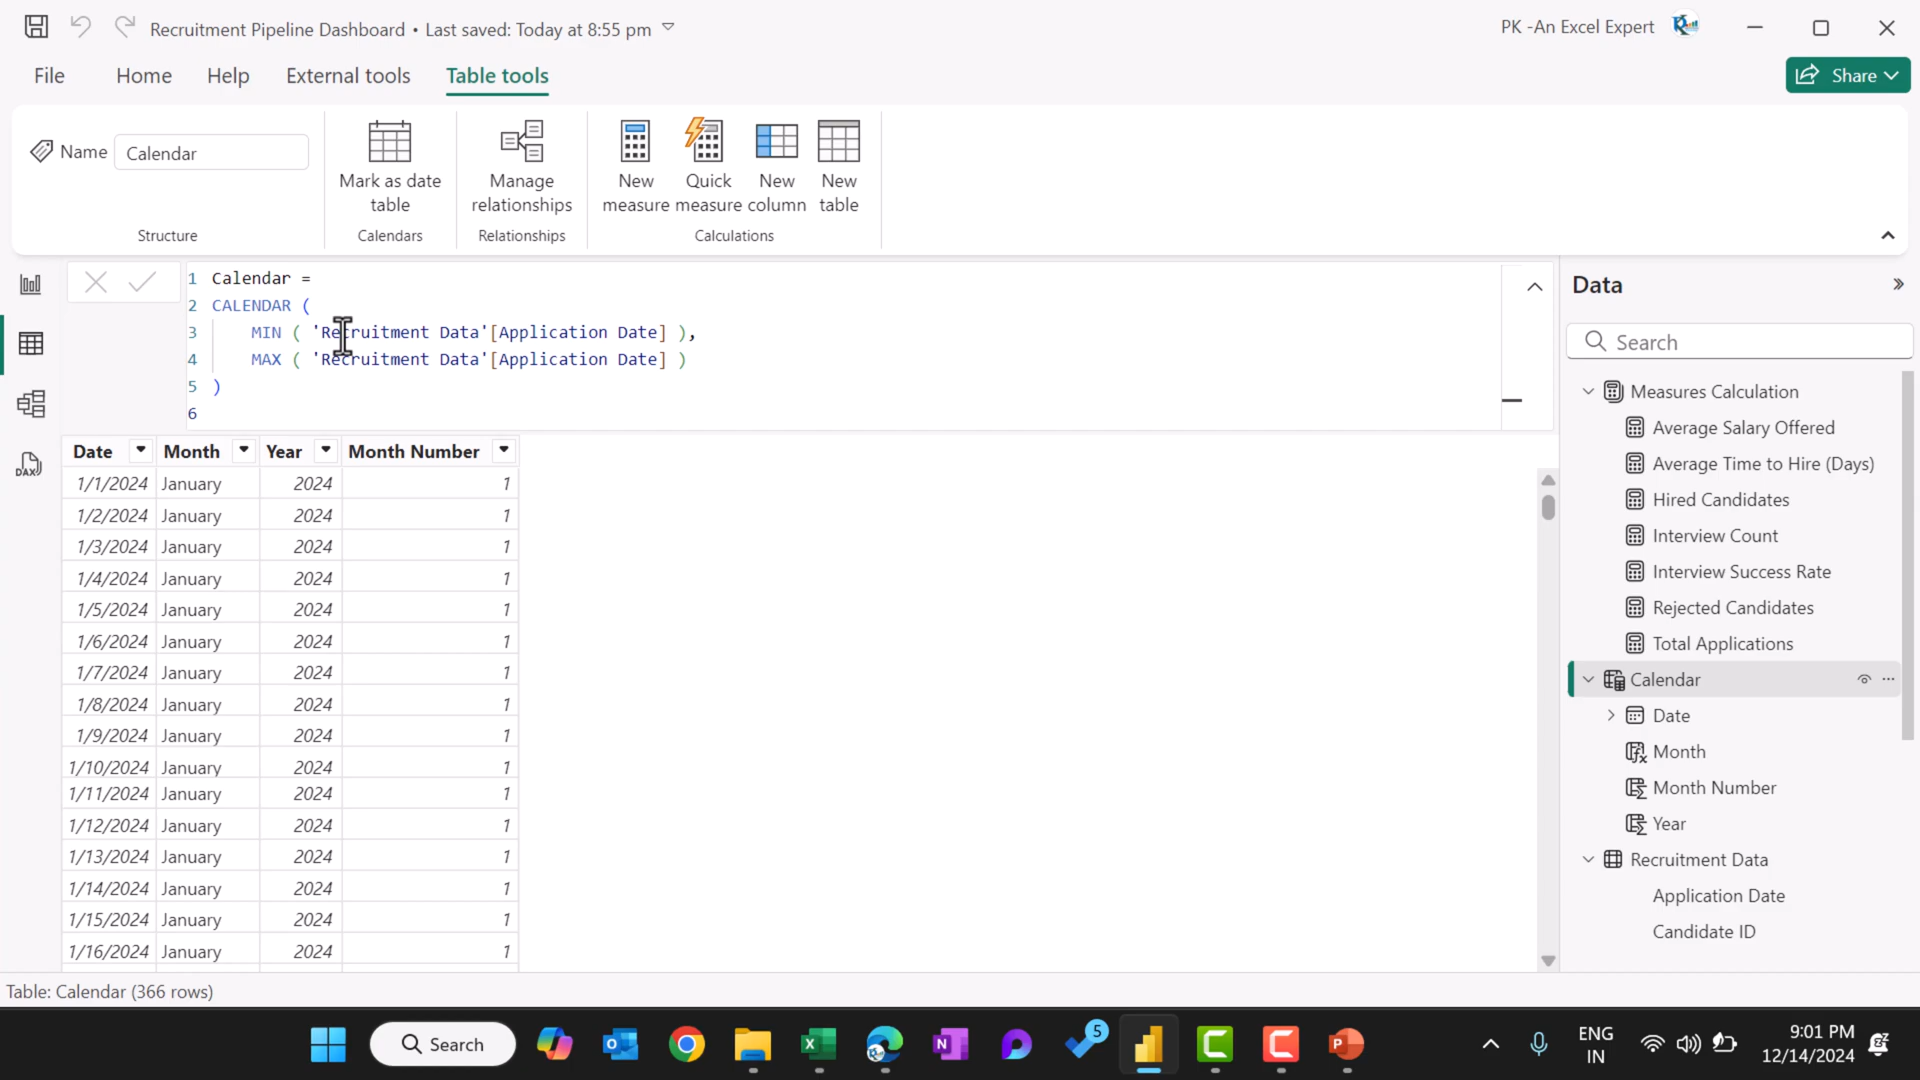 Recruitment Pipeline Dashboard • Last saved: Today at 8:55 pm
PK -An Excel Expert
File Home Help External tools Table tools
Share
Name Calendar
Mark as date table
Manage relationships
New measure
Quick measure
New column
New table
Structure Calendars Relationships Calculations
1 Calendar =
2 CALENDAR (
3 MIN ( 'Recruitment Data'[Application Date] ),
4 MAX ( 'Recruitment Data'[Application Date] )
5 )
6
Date Month Year Month Number
1/1/2024 January 2024 1
1/2/2024 January 2024 1
1/3/2024 January 2024 1
1/4/2024 January 2024 1
1/5/2024 January 2024 1
1/6/2024 January 2024 1
1/7/2024 January 2024 1
1/8/2024 January 2024 1
1/9/2024 January 2024 1
1/10/2024 January 2024 1
1/11/2024 January 2024 1
1/12/2024 January 2024 1
1/13/2024 January 2024 1
1/14/2024 January 2024 1
1/15/2024 January 2024 1
1/16/2024 January 2024 1
DAX
Data
Search
Measures Calculation
Average Salary Offered
Average Time to Hire (Days)
Hired Candidates
Interview Count
Interview Success Rate
Rejected Candidates
Total Applications
Calendar
Date
Month
Month Number
Year
Recruitment Data
Application Date
Candidate ID
Table: Calendar (366 rows)
Search
5
ENG
IN
9:01 PM
12/14/2024